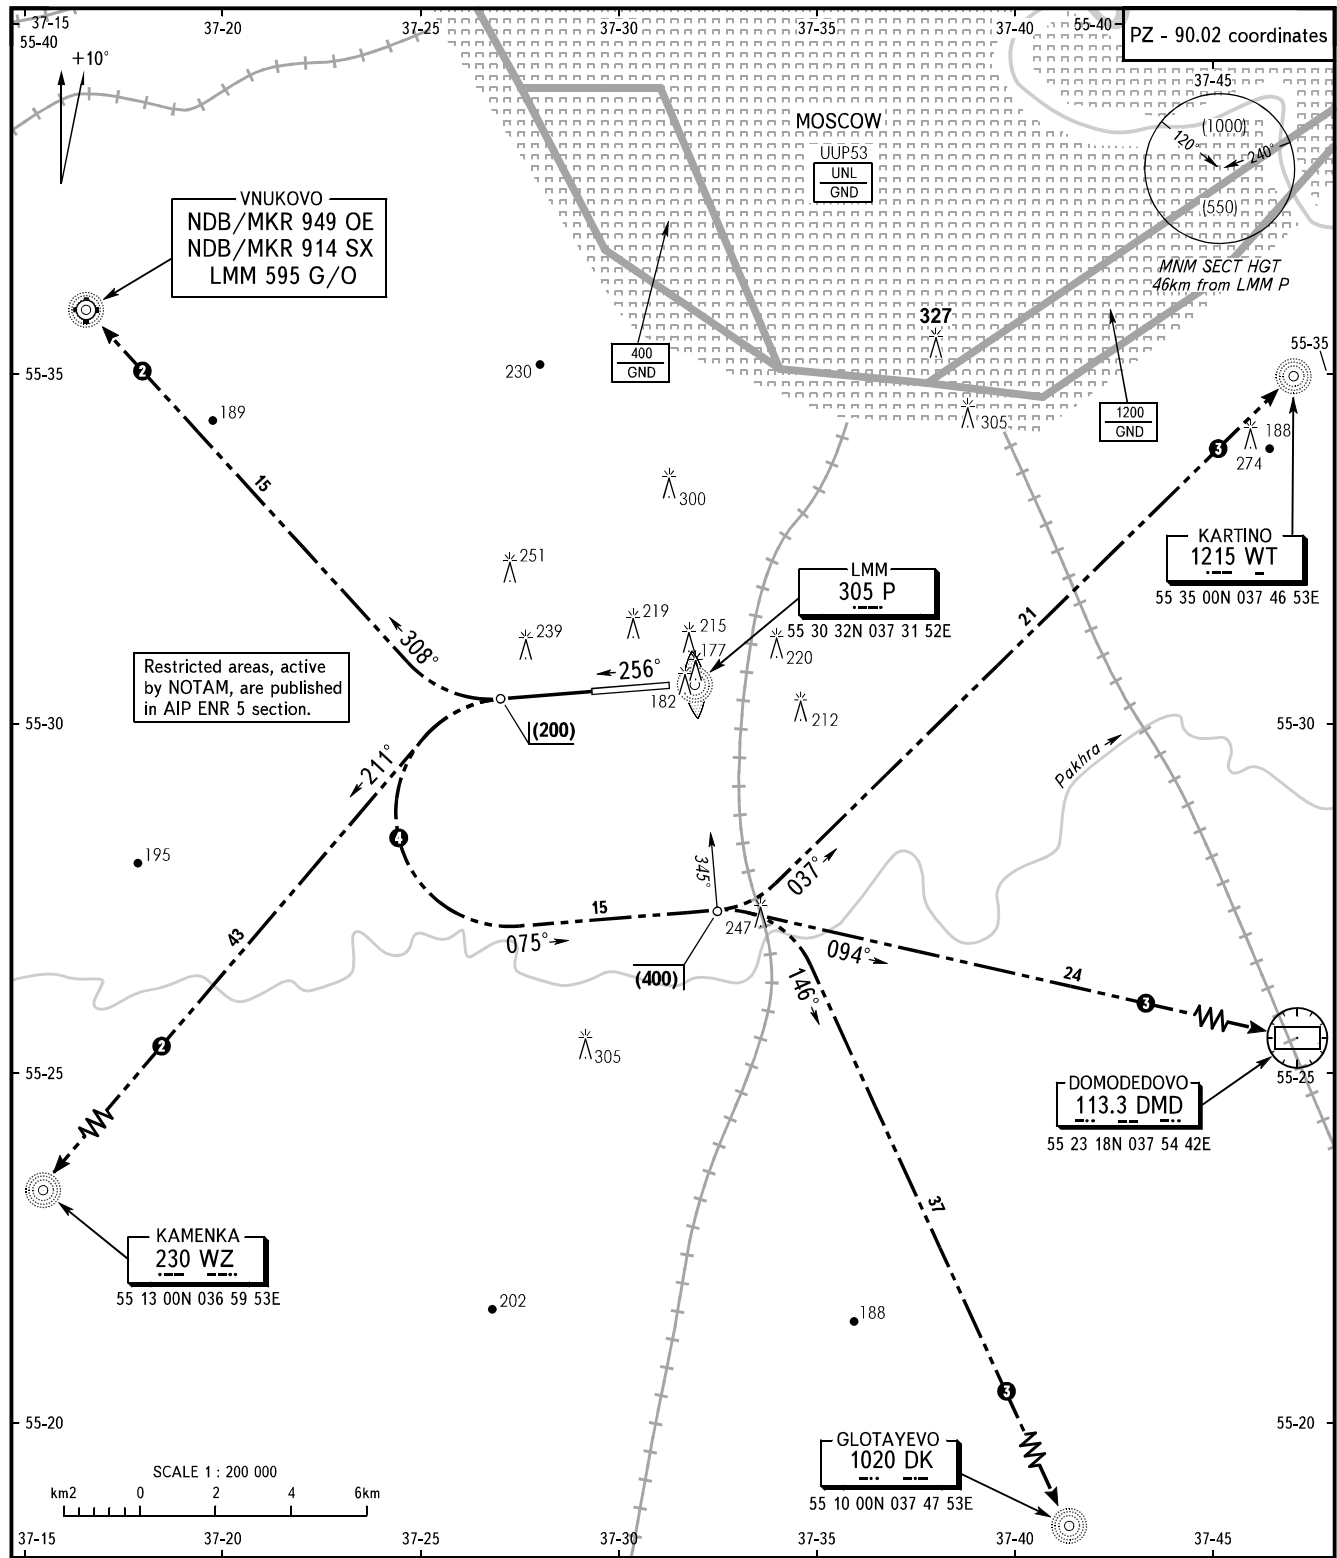 37-15
37-20
37-25
37-30
37-35
37-40
55-40
55-40
PZ - 90.02 coordinates
37-45
+10°
MOSCOW
UUP53
UNL
GND
(1000)
120°
240°
(550)
MNM SECT HGT
46km from LMM P
VNUKOVO
NDB/MKR 949 OE
NDB/MKR 914 SX
LMM 595 G/O
327
55-35
400
GND
230
55-35
2
189
305
1200
GND
188
3
274
15
300
KARTINO
1215 WT
55 35 00N 037 46 53E
251
LMM
305 P
55 30 32N 037 31 52E
219
239
215
21
308°
177
220
Restricted areas, active
by NOTAM, are published
in AIP ENR 5 section.
256°
182
212
55-30
(200)
55-30
211°
Pakhra
4
195
345°
037°
15
247
43
075°
094°
(400)
146°
24
3
2
305
55-25
55-25
DOMODEDOVO
113.3 DMD
55 23 18N 037 54 42E
37
KAMENKA
230 WZ
55 13 00N 036 59 53E
202
188
3
55-20
55-20
GLOTAYEVO
1020 DK
55 10 00N 037 47 53E
SCALE 1 : 200 000
km2 0 2 4 6km
37-15
37-20
37-25
37-30
37-35
37-40
37-45